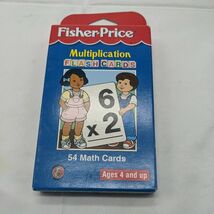 Fisher-Price
Multiplication
FLASH CARDS
6
x 2
54 Math Cards
Ages 4 and up